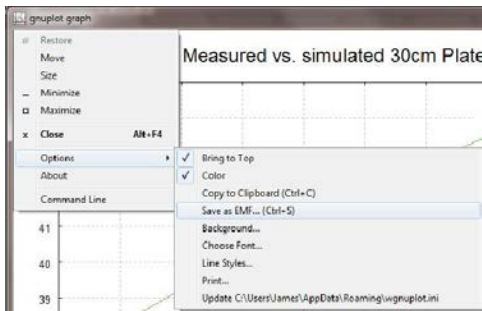 gnuplot graph
Measured vs. simulated 30cm Plate
Restore
Move
Size
Minimize
Maximize
x Close Alt+F4
Options
About
Command Line
Bring to Top
Color
Copy to Clipboard (Ctrl+C)
Save as EMF... (Ctrl+S)
Background...
Choose Font...
Line Styles...
Print...
Update C:\Users\James\AppData\Roaming\wgnuplot.ini
41
40
39